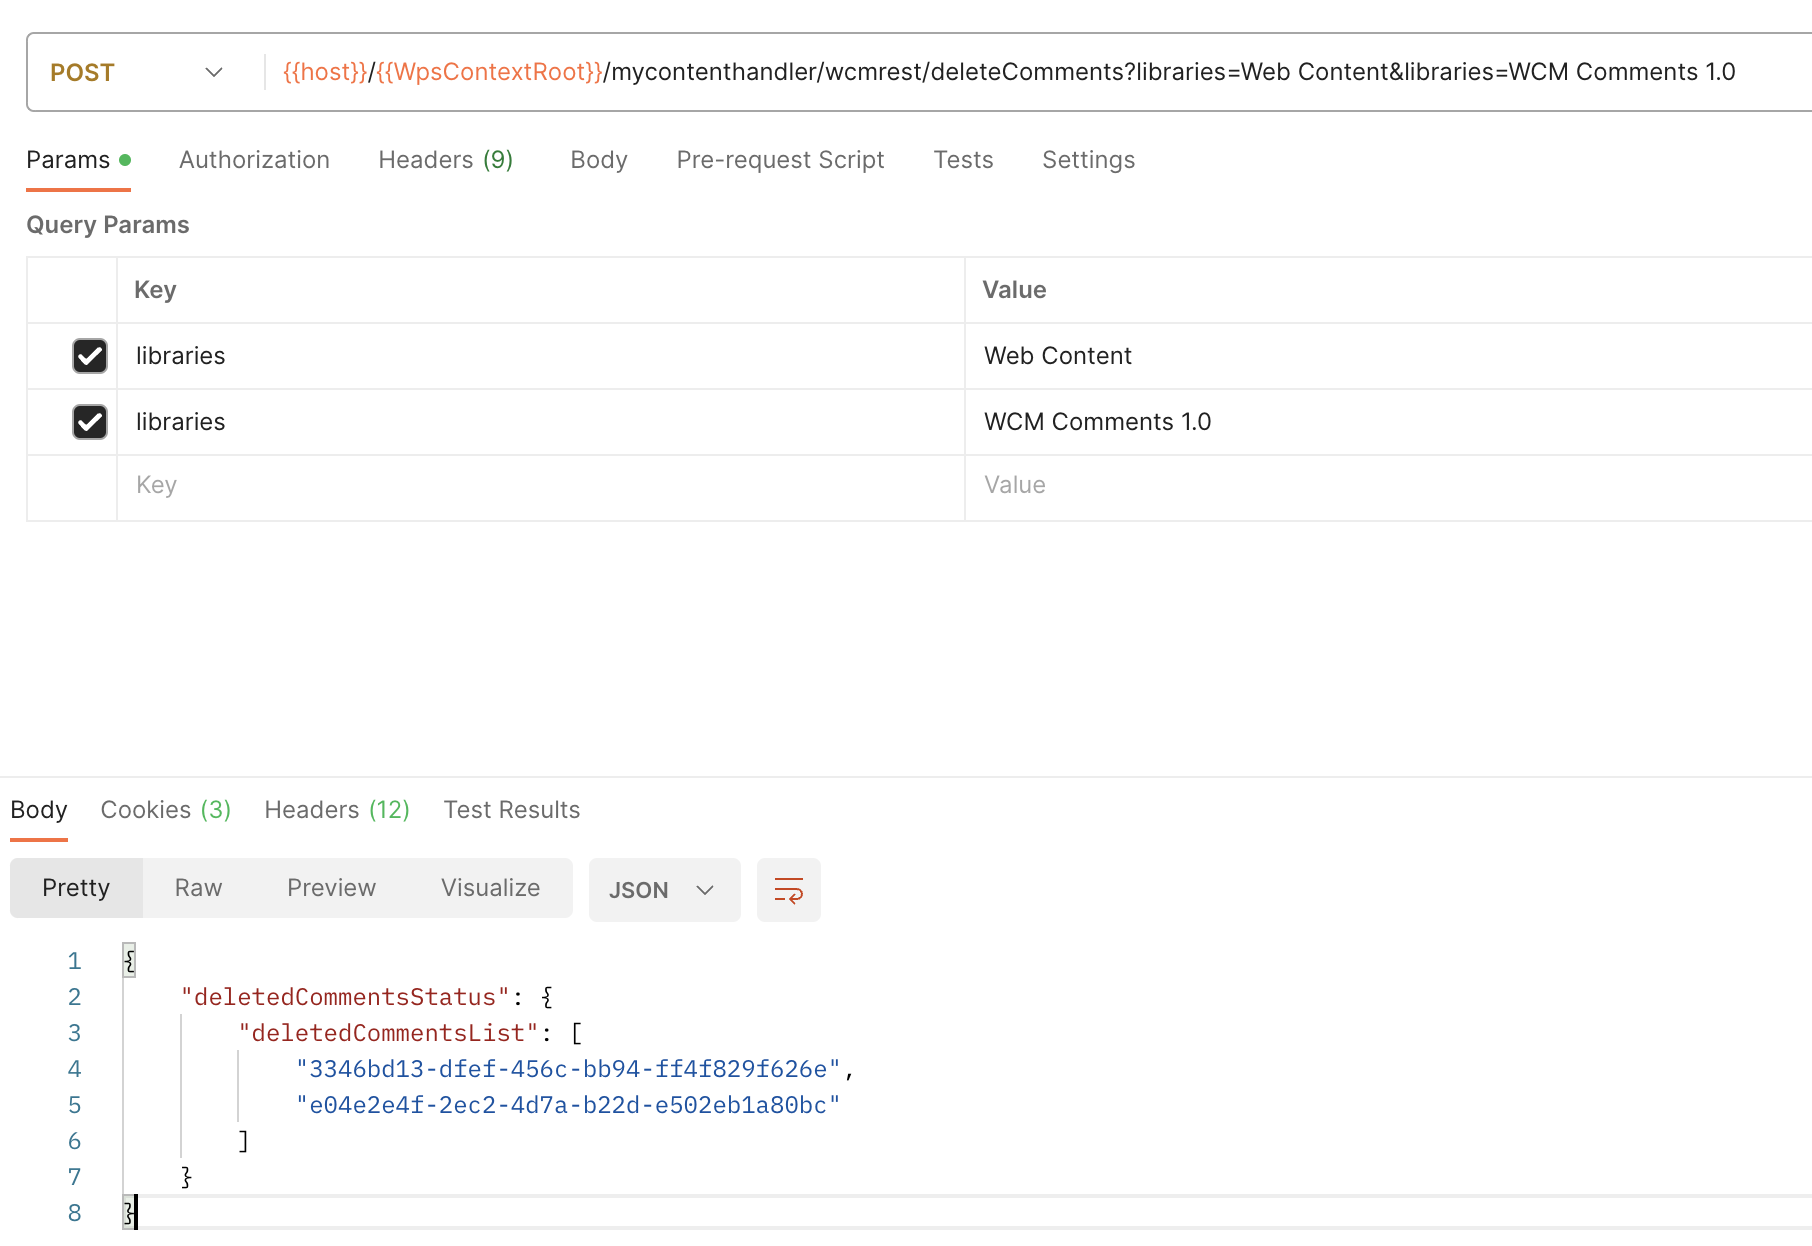 POST {{host}}/{{WpsContextRoot}}/mycontenthandler/wcmrest/deleteComments?libraries=Web Content&libraries=WCM Comments 1.0
Params Authorization Headers (9) Body Pre-request Script Tests Settings
Query Params
Key Value
libraries Web Content
libraries WCM Comments 1.0
Key Value
Body Cookies (3) Headers (12) Test Results
Pretty Raw Preview Visualize JSON
1 {
2 "deletedCommentsStatus": {
3 "deletedCommentsList": [
4 "3346bd13-dfef-456c-bb94-ff4f829f626e",
5 "e04e2e4f-2ec2-4d7a-b22d-e502eb1a80bc"
6 ]
7 }
8 }